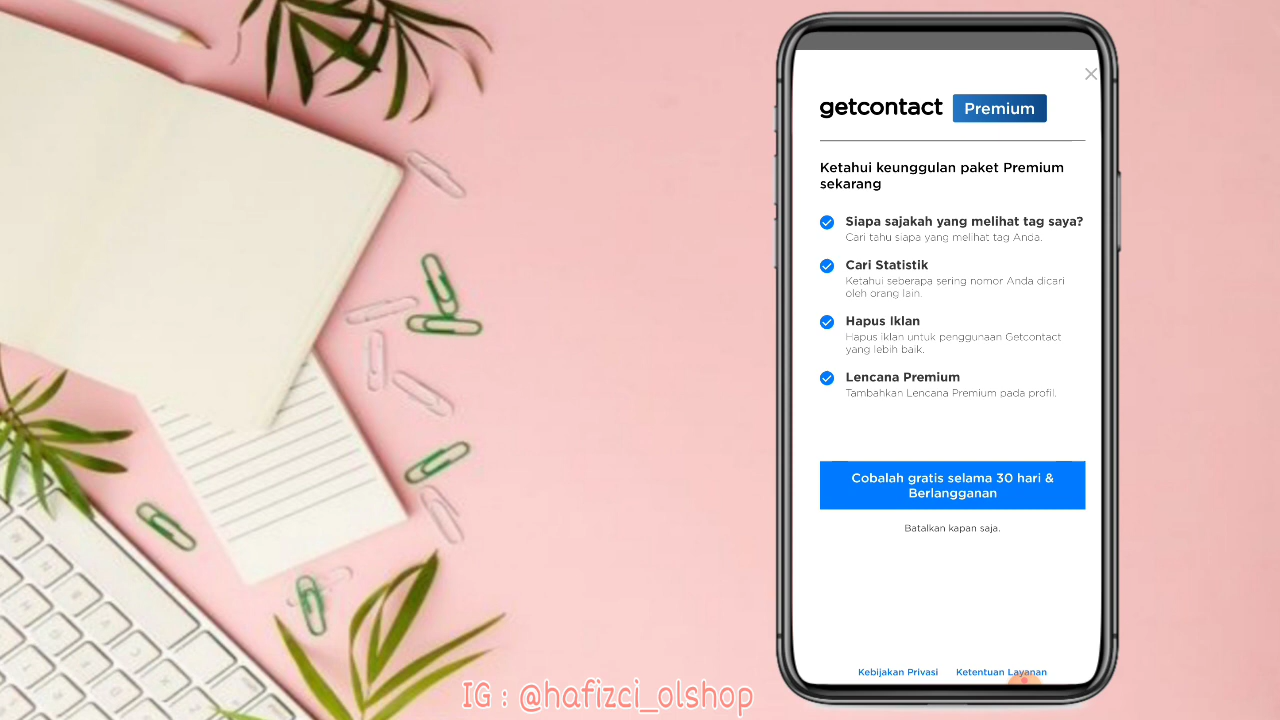 getcontact Premium
Ketahui keunggulan paket Premium
sekarang
Siapa sajakah yang melihat tag saya?
Cari tahu siapa yang melihat tag Anda.
Cari Statistik
Ketahui seberapa sering nomor Anda dicari
oleh orang lain.
Hapus Iklan
Hapus iklan untuk penggunaan Getcontact
yang lebih baik.
Lencana Premium
Tambahkan Lencana Premium pada profil.
Cobalah gratis selama 30 hari &
Berlangganan
Batalkan kapan saja.
Kebijakan Privasi Ketentuan Layanan
IG : @hafizci_olshop